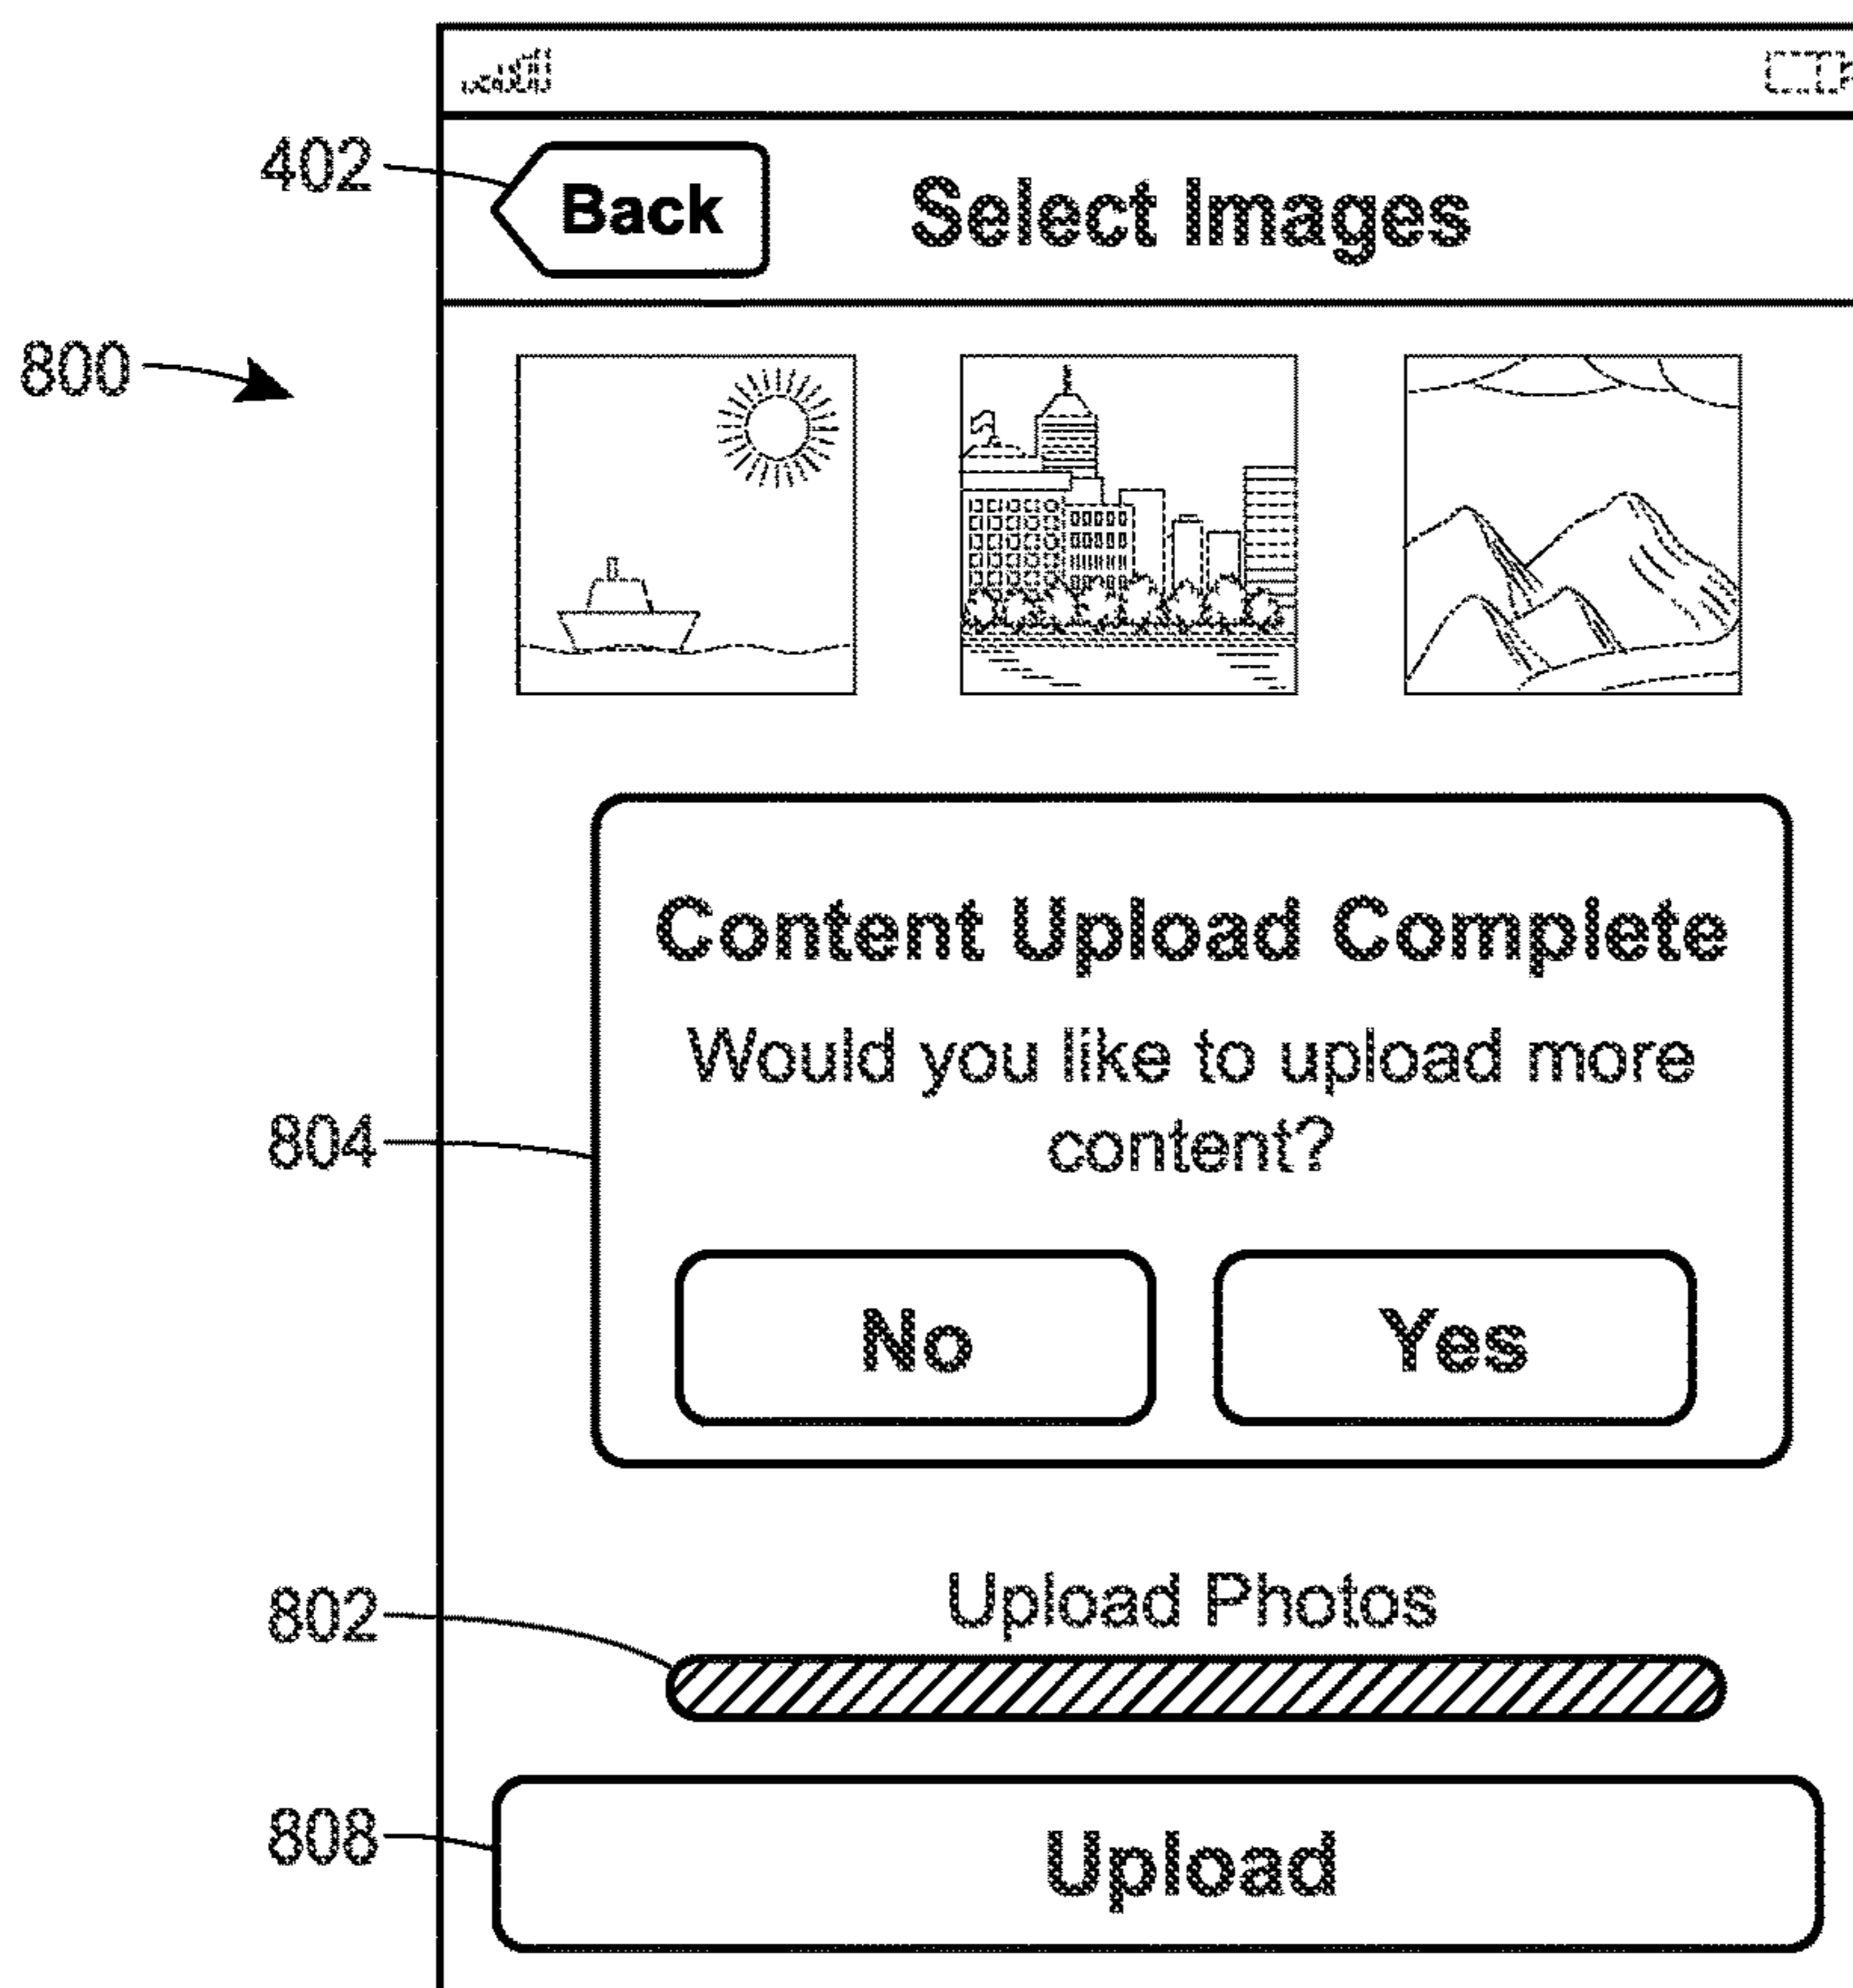 402
Back
Select Images
800
Content Upload Complete
Would you like to upload more
content?
804
No
Yes
Upload Photos
802
808
Upload